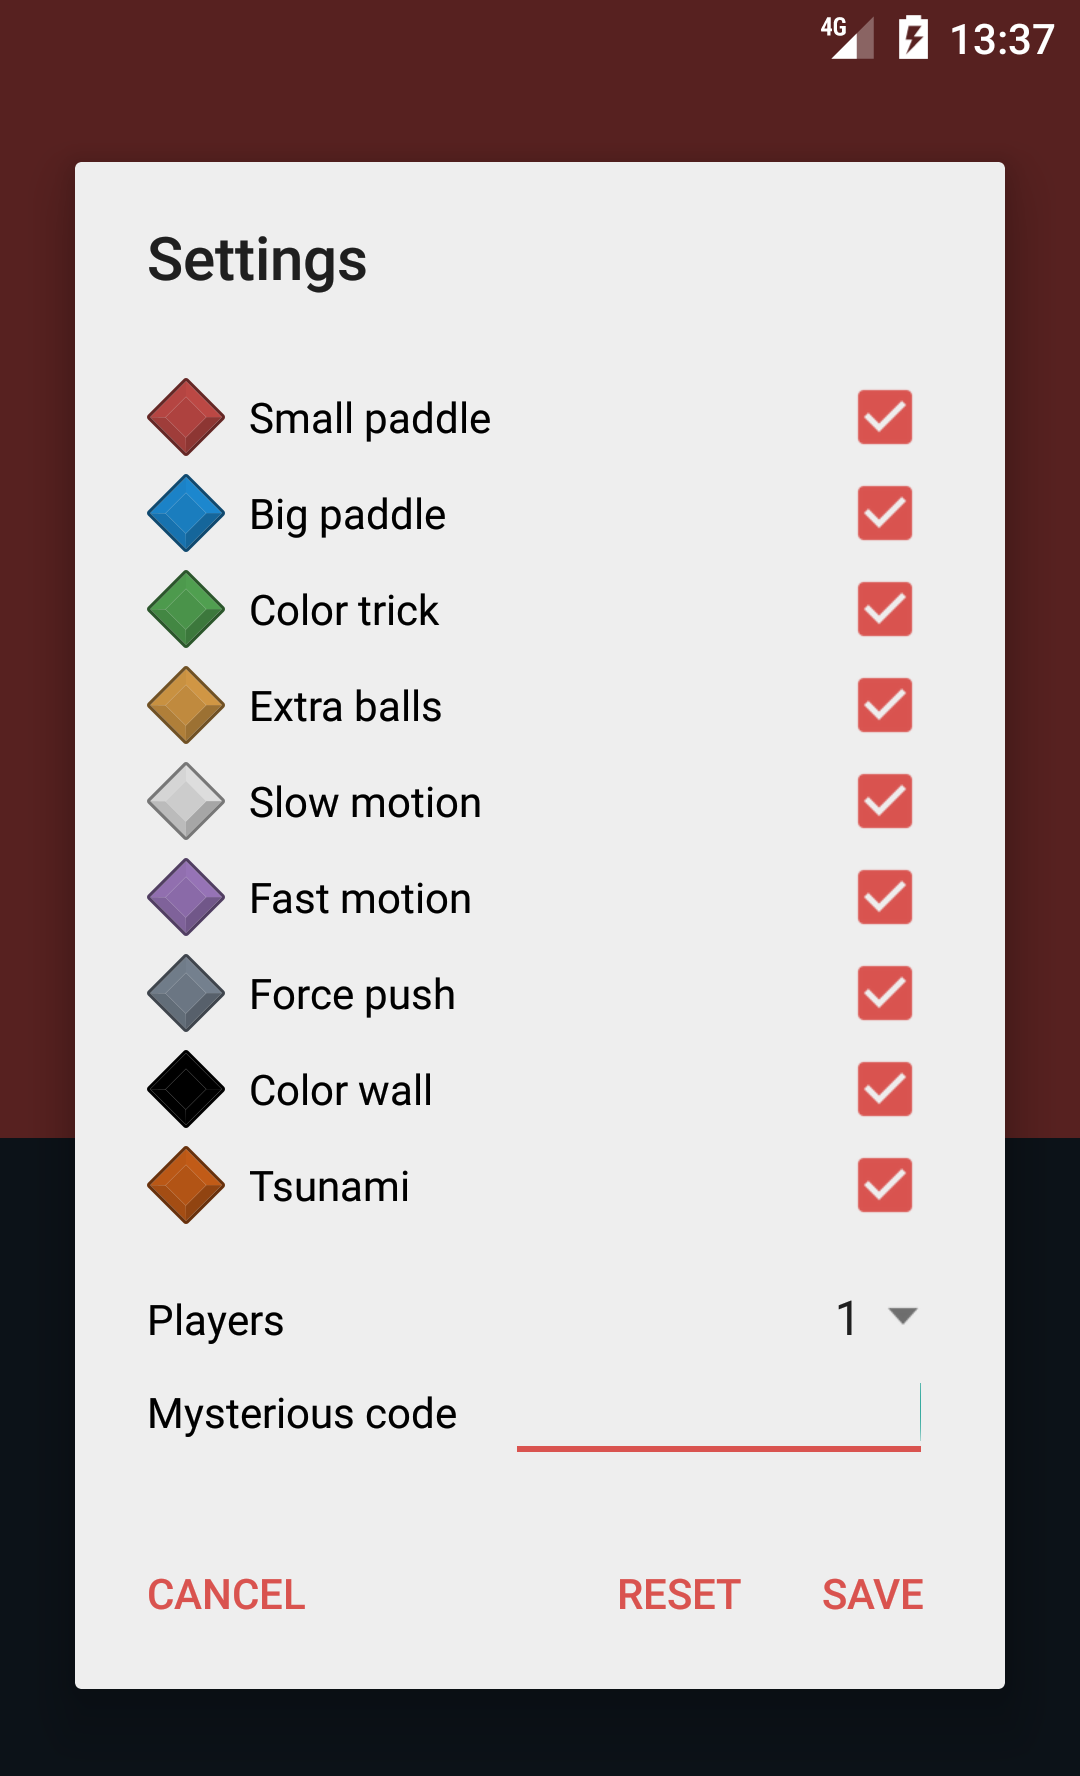 4G 13:37
Settings
Small paddle
Big paddle
Color trick
Extra balls
Slow motion
Fast motion
Force push
Color wall
Tsunami
Players 1
Mysterious code
CANCEL RESET SAVE